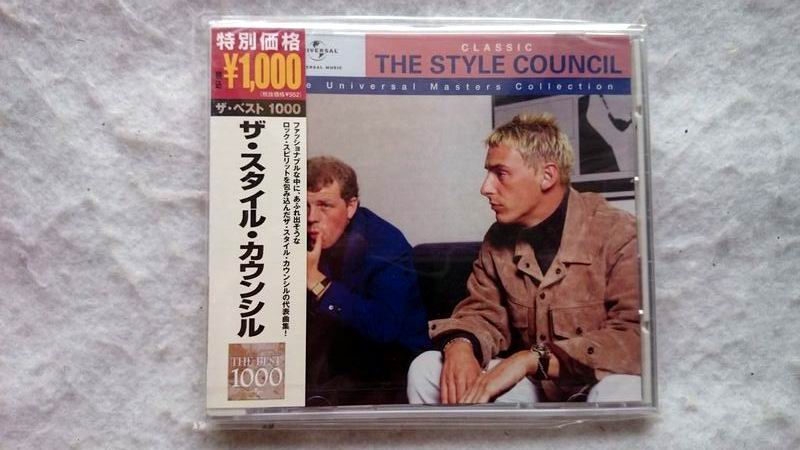 特別価格
税込
¥1,000
(税抜価格¥952)
ザ・ベスト 1000
ファッショナブルな中に、あふれ出そうな
ロック・スピリットを包み込んだザ・スタイル・カウンシルの代表曲集!
ザ・スタイル・カウンシル
THE BEST
1000
UNIVERSAL
UNIVERSAL MUSIC
CLASSIC
THE STYLE COUNCIL
e Universal Masters Collection